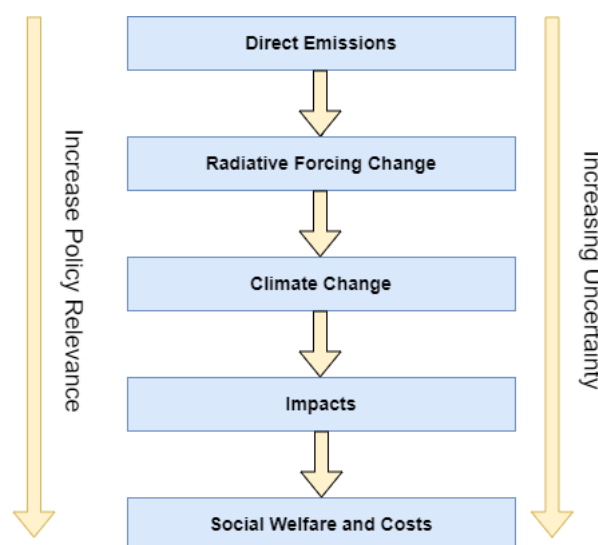 Direct Emissions
Radiative Forcing Change
Climate Change
Impacts
Social Welfare and Costs
Increase Policy Relevance
Increasing Uncertainty